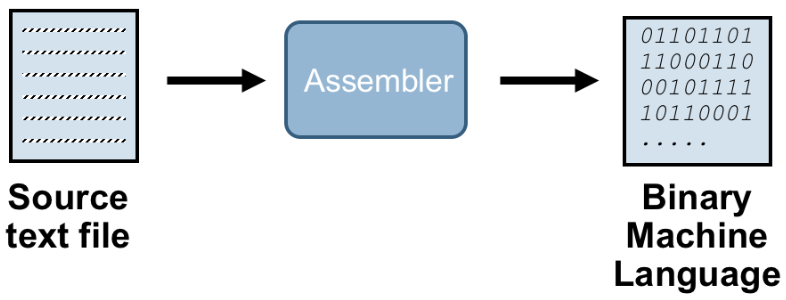 Source
text file
Assembler
01101101
11000110
00101111
10110001
.....
Binary
Machine
Language